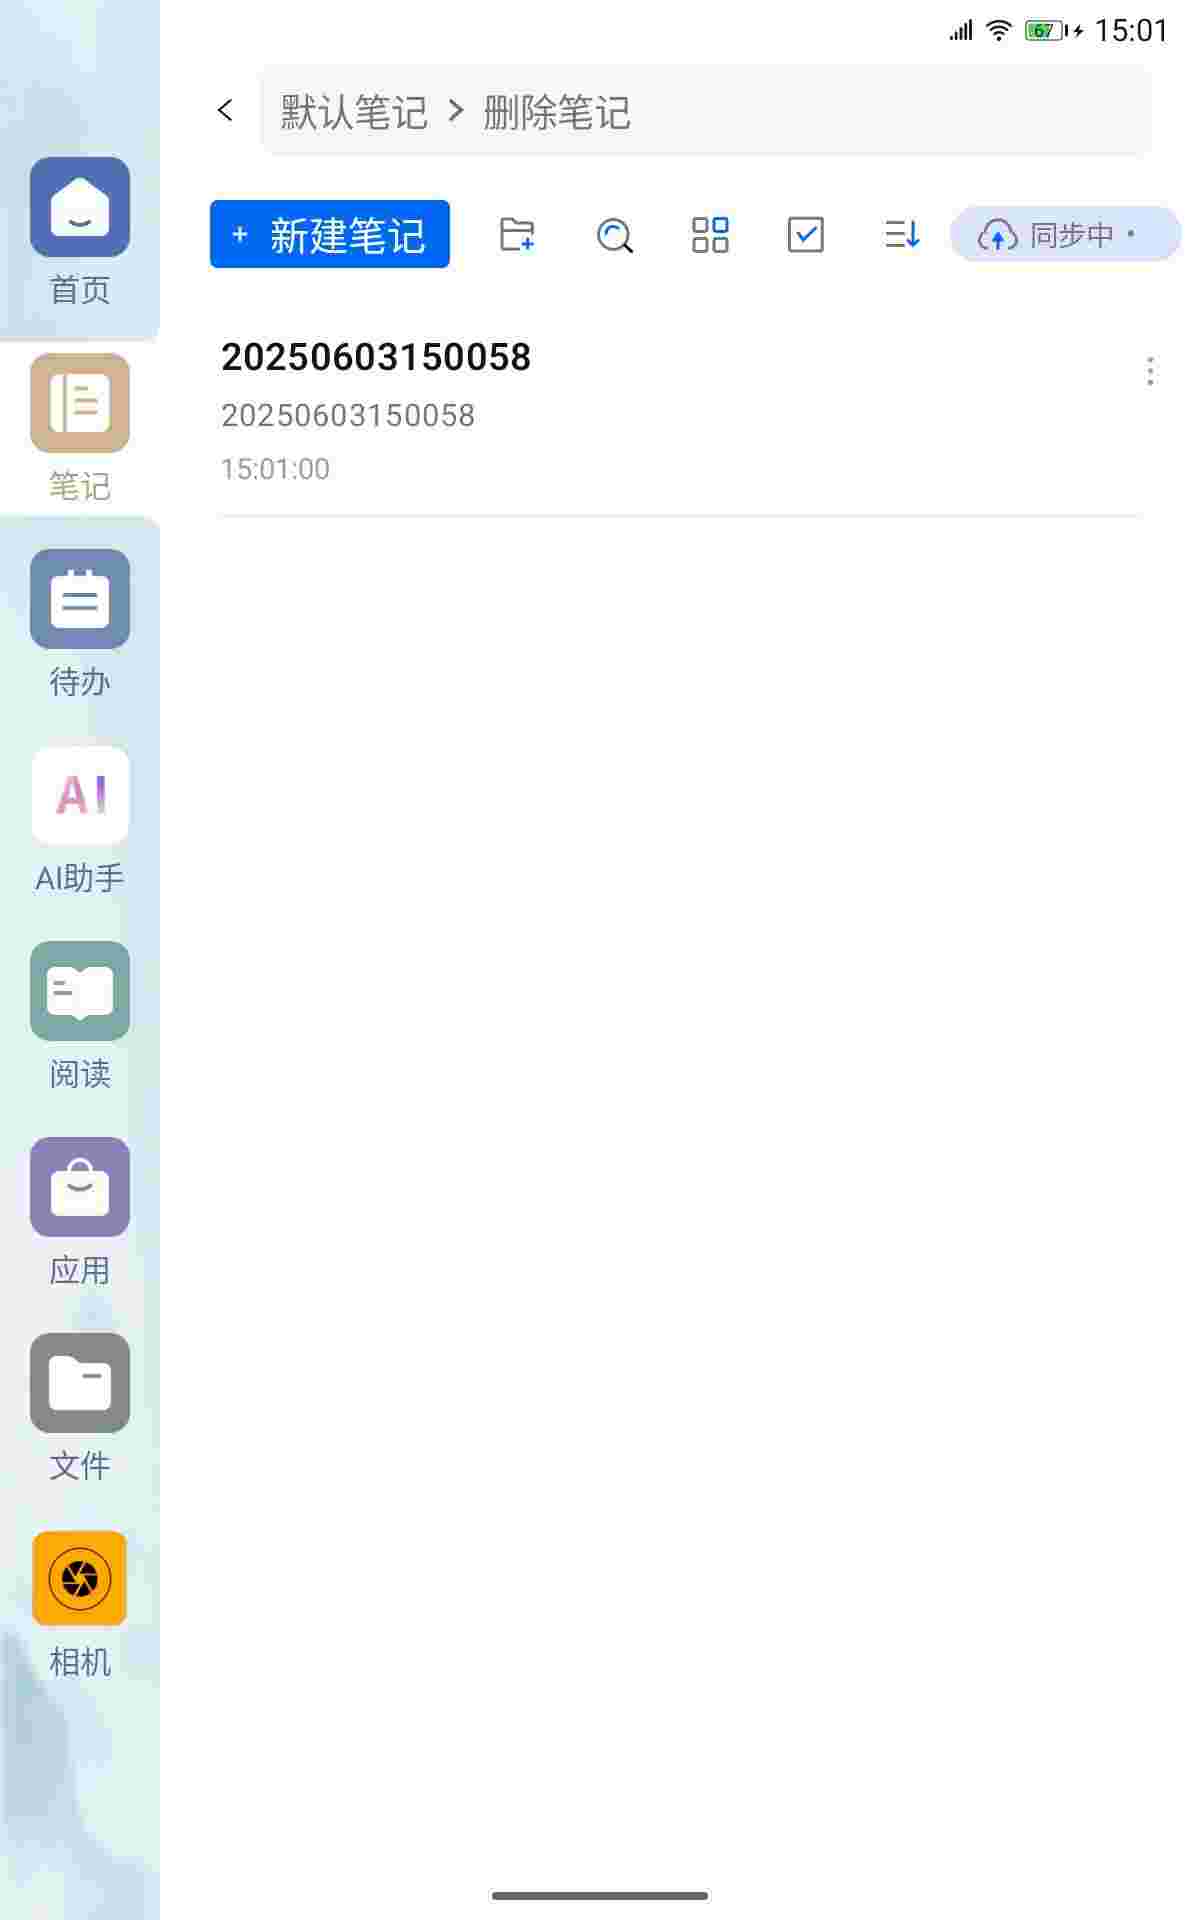 67 15:01
默认笔记 > 删除笔记
+ 新建笔记
同步中 ·
20250603150058
20250603150058
15:01:00
首页
笔记
待办
AI
AI助手
阅读
应用
文件
相机